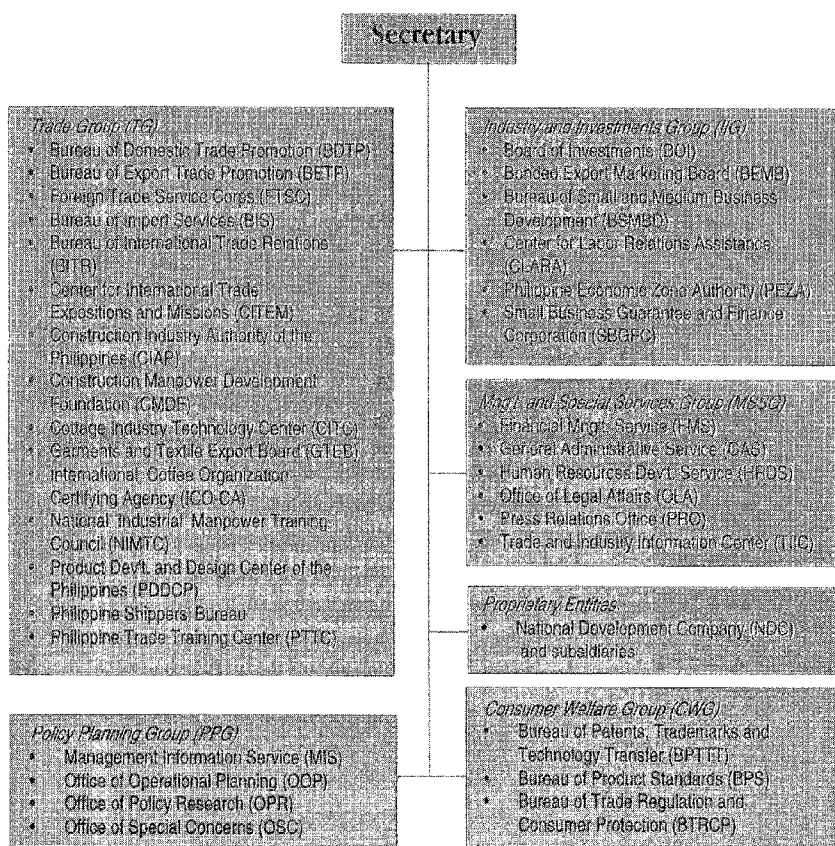 Secretary
Trade Group (TG)
• Bureau of Domestic Trade Promotion (BDTP)
• Bureau of Export Trade Promotion (BETP)
• Foreign Trade Service Corps (FTSC)
• Bureau of Import Services (BIS)
• Bureau of International Trade Relations
(BITR)
• Center for International Trade
Expositions and Missions (CITEM)
• Construction Industry Authority of the
Philippines (CIAP)
• Construction Manpower Development
Foundation (CMDF)
• Cottage Industry Technology Center (CITC)
• Garments and Textile Export Board (GTEB)
• International Coffee Organization
Certifying Agency (ICO-CA)
• National Industrial Manpower Training
Council (NIMTC)
• Product Dev't. and Design Center of the
Philippines (PDDCP)
• Philippine Shippers Bureau
• Philippine Trade Training Center (PTTC)
Policy Planning Group (PPG)
• Management Information Service (MIS)
• Office of Operational Planning (OOP)
• Office of Policy Research (OPR)
• Office of Special Concerns (OSC)
Industry and Investments Group (IIG)
• Board of Investments (BOI)
• Bonded Export Marketing Board (BEMB)
• Bureau of Small and Medium Business
Development (BSMBD)
• Center for Labor Relations Assistance
(CLARA)
• Philippine Economic Zone Authority (PEZA)
• Small Business Guarantee and Finance
Corporation (SBGFC)
Mng't. and Special Services Group (MSSG)
• Financial Mngt. Service (FMS)
• General Administrative Service (GAS)
• Human Resources Dev't. Service (HRDS)
• Office of Legal Affairs (OLA)
• Press Relations Office (PRO)
• Trade and Industry Information Center (TIIC)
Proprietary Entities
• National Development Company (NDC)
and subsidiaries
Consumer Welfare Group (CWG)
• Bureau of Patents, Trademarks and
Technology Transfer (BPTTT)
• Bureau of Product Standards (BPS)
• Bureau of Trade Regulation and
Consumer Protection (BTRCP)